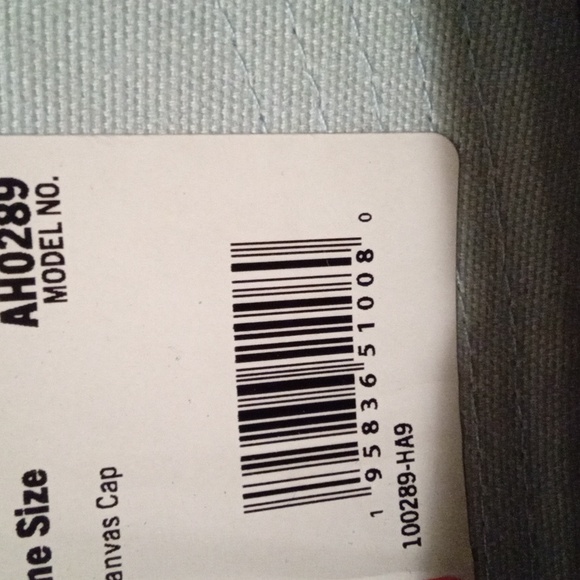 AH0289
MODEL NO.
ne Size
anvas Cap
1 95836 51008 0
100289-HA9